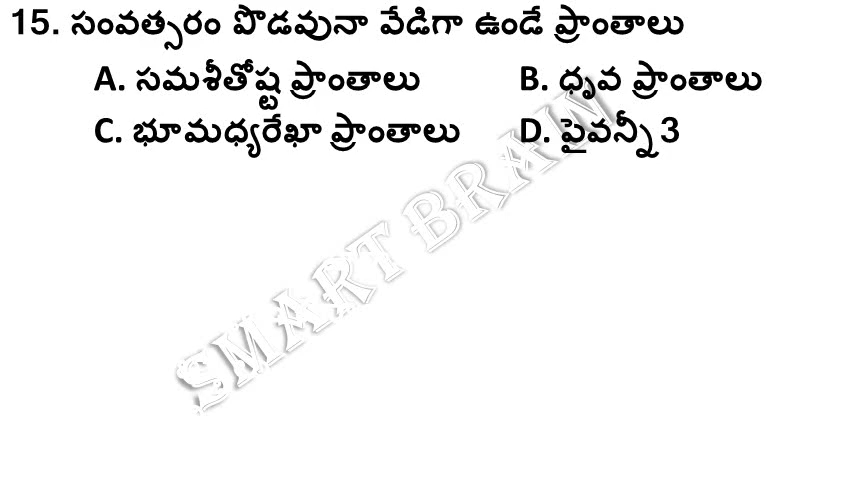 15. సంవత్సరం పొడవునా వేడిగా ఉండే ప్రాంతాలు
A. సమశీతోష్ట ప్రాంతాలు B. ధృవ ప్రాంతాలు
C. భూమధ్యరేఖా ప్రాంతాలు D. పైవన్నీ 3
SMART BRAIN